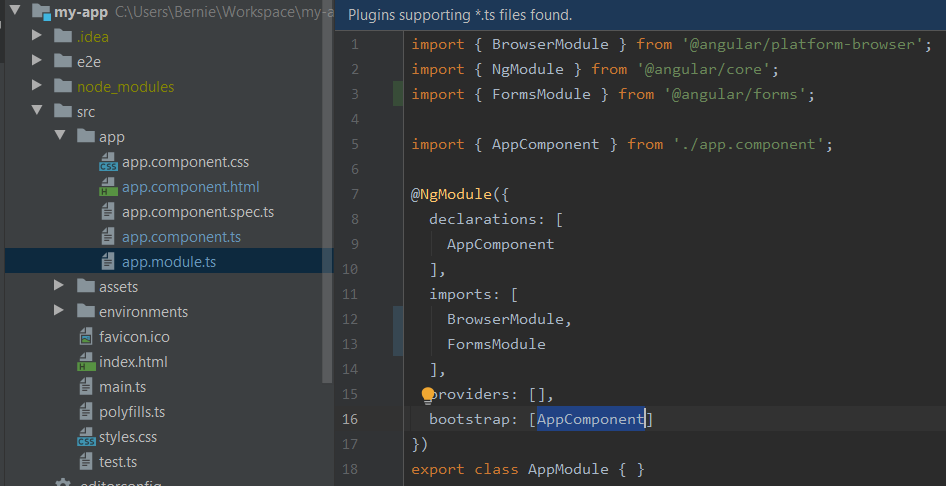 my-app C:\Users\Bernie\Workspace\my-a
.idea
e2e
node_modules
src
app
app.component.css
app.component.html
app.component.spec.ts
app.component.ts
app.module.ts
assets
environments
favicon.ico
index.html
main.ts
polyfills.ts
styles.css
test.ts
.editorconfig
Plugins supporting *.ts files found.
1 import { BrowserModule } from '@angular/platform-browser';
2 import { NgModule } from '@angular/core';
3 import { FormsModule } from '@angular/forms';
4
5 import { AppComponent } from './app.component';
6
7 @NgModule({
8 declarations: [
9 AppComponent
10 ],
11 imports: [
12 BrowserModule,
13 FormsModule
14 ],
15 providers: [],
16 bootstrap: [AppComponent]
17 })
18 export class AppModule { }